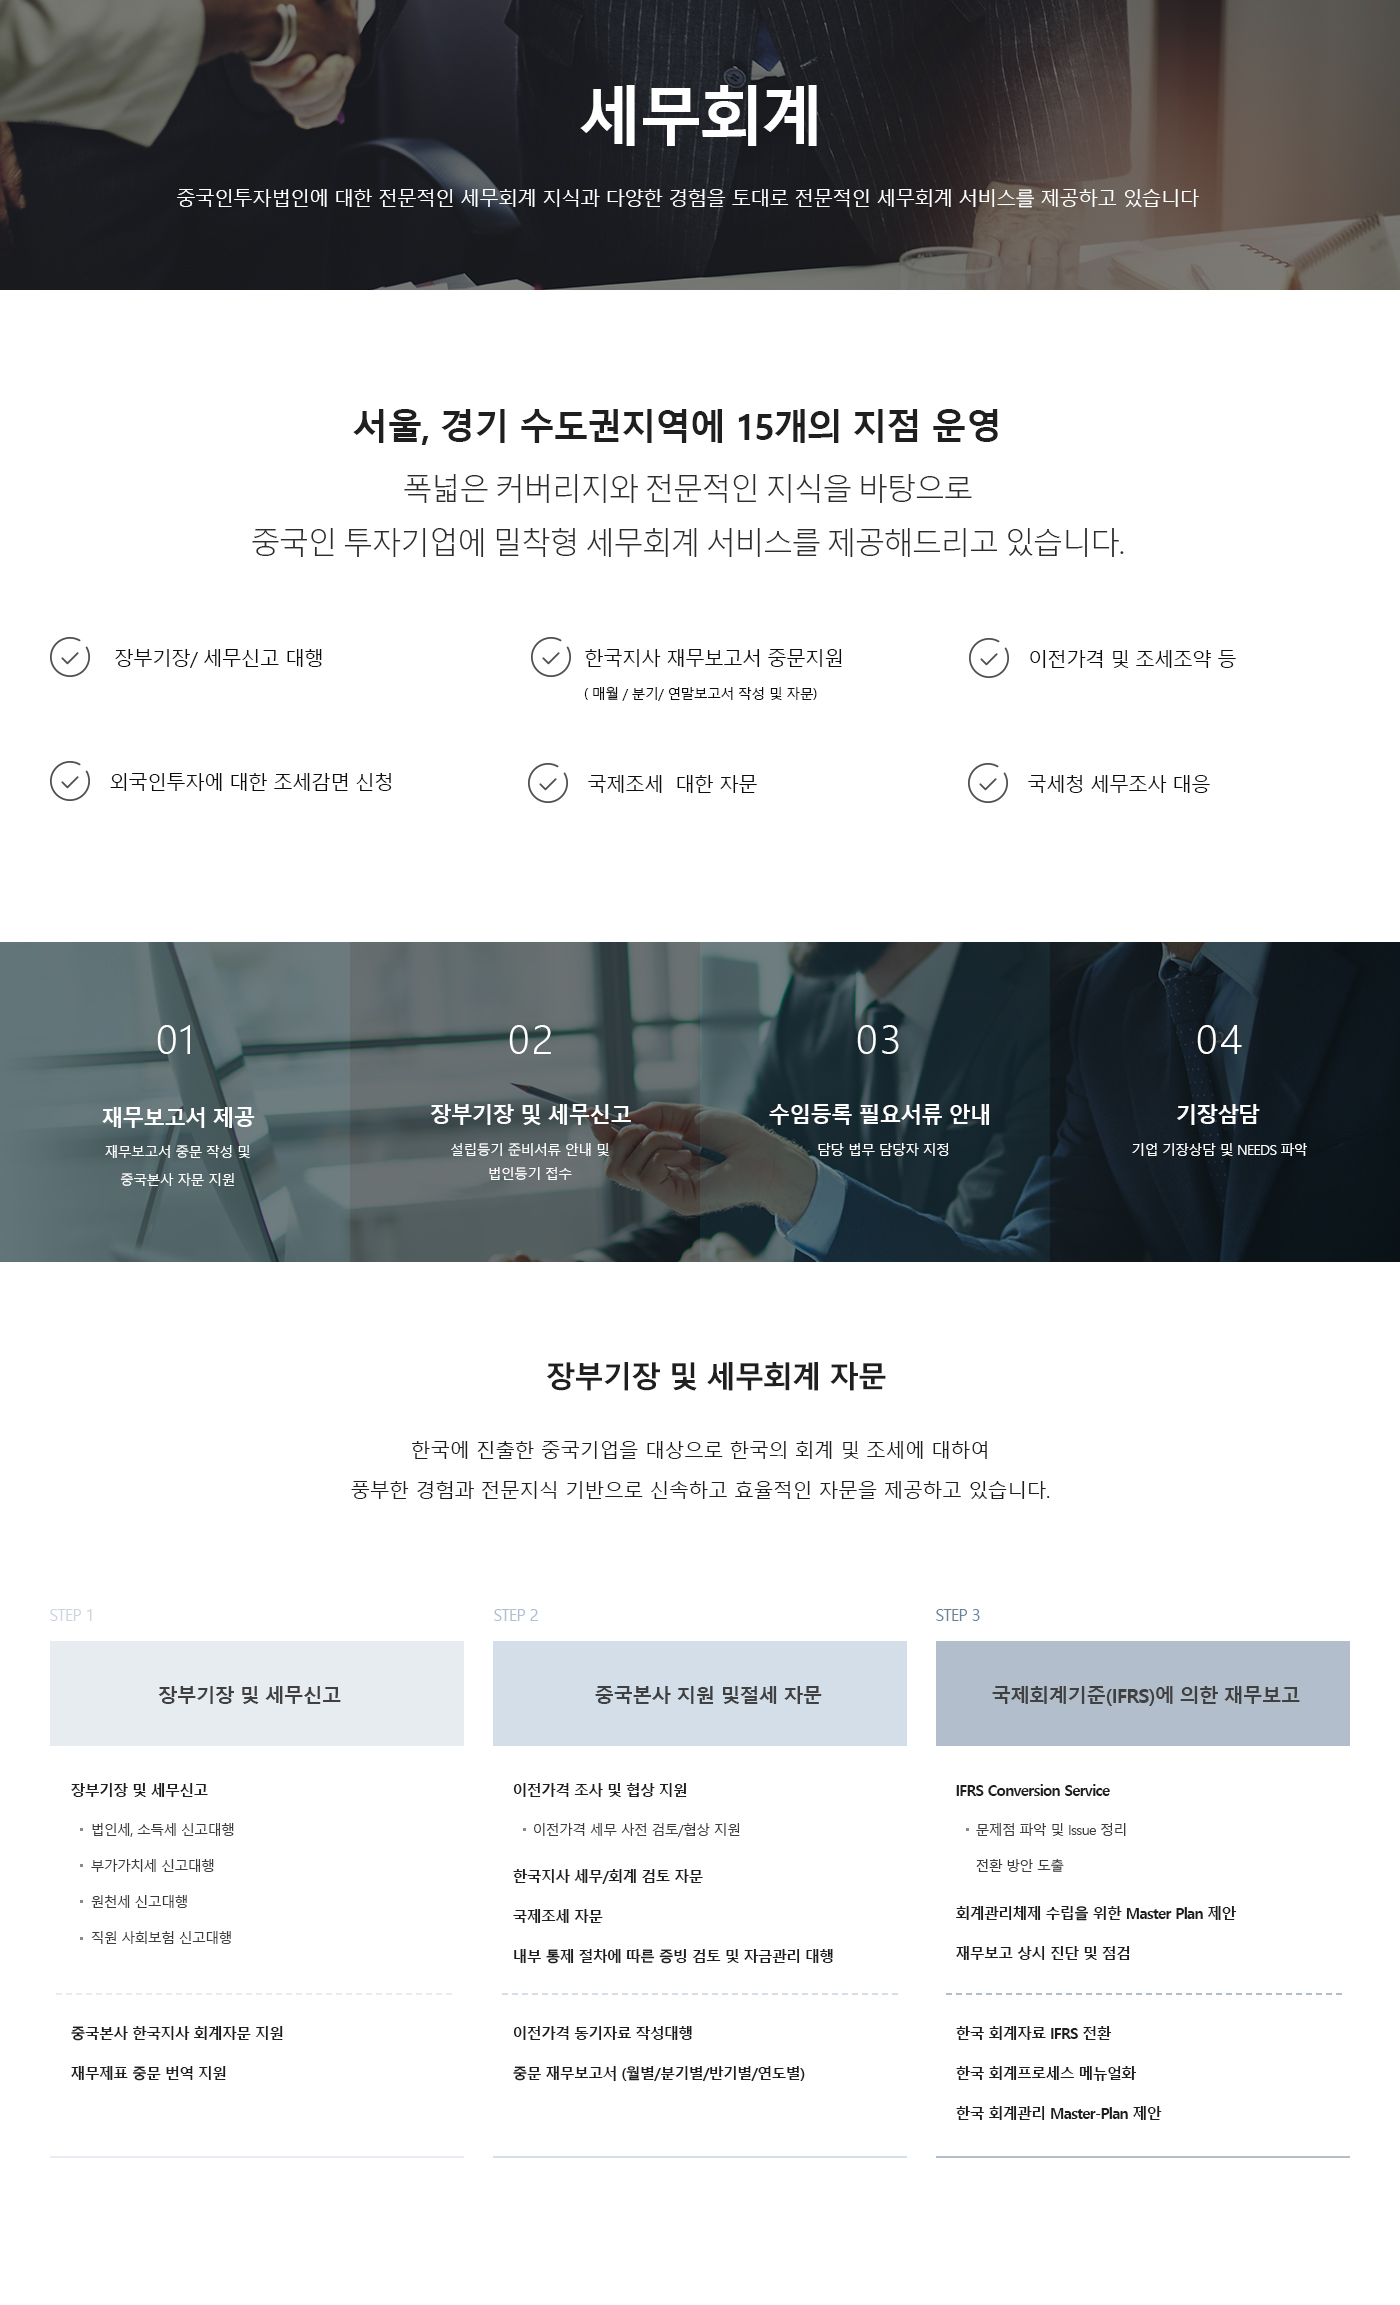 세무회계
중국인투자법인에 대한 전문적인 세무회계 지식과 다양한 경험을 토대로 전문적인 세무회계 서비스를 제공하고 있습니다
서울, 경기 수도권지역에 15개의 지점 운영
폭넓은 커버리지와 전문적인 지식을 바탕으로
중국인 투자기업에 밀착형 세무회계 서비스를 제공해드리고 있습니다.
장부기장/ 세무신고 대행
한국지사 재무보고서 중문지원
( 매월 / 분기/ 연말보고서 작성 및 자문)
이전가격 및 조세조약 등
외국인투자에 대한 조세감면 신청
국제조세 대한 자문
국세청 세무조사 대응
01
재무보고서 제공
재무보고서 중문 작성 및
중국본사 자문 지원
02
장부기장 및 세무신고
설립등기 준비서류 안내 및
법인등기 접수
03
수임등록 필요서류 안내
담당 법무 담당자 지정
04
기장상담
기업 기장상담 및 NEEDS 파악
장부기장 및 세무회계 자문
한국에 진출한 중국기업을 대상으로 한국의 회계 및 조세에 대하여
풍부한 경험과 전문지식 기반으로 신속하고 효율적인 자문을 제공하고 있습니다.
STEP 1
장부기장 및 세무신고
장부기장 및 세무신고
· 법인세, 소득세 신고대행
· 부가가치세 신고대행
· 원천세 신고대행
· 직원 사회보험 신고대행
중국본사 한국지사 회계자문 지원
재무제표 중문 번역 지원
STEP 2
중국본사 지원 및절세 자문
이전가격 조사 및 협상 지원
· 이전가격 세무 사전 검토/협상 지원
한국지사 세무/회계 검토 자문
국제조세 자문
내부 통제 절차에 따른 증빙 검토 및 자금관리 대행
이전가격 동기자료 작성대행
중문 재무보고서 (월별/분기별/반기별/연도별)
STEP 3
국제회계기준(IFRS)에 의한 재무보고
IFRS Conversion Service
· 문제점 파악 및 Issue 정리
전환 방안 도출
회계관리체제 수립을 위한 Master Plan 제안
재무보고 상시 진단 및 점검
한국 회계자료 IFRS 전환
한국 회계프로세스 메뉴얼화
한국 회계관리 Master-Plan 제안